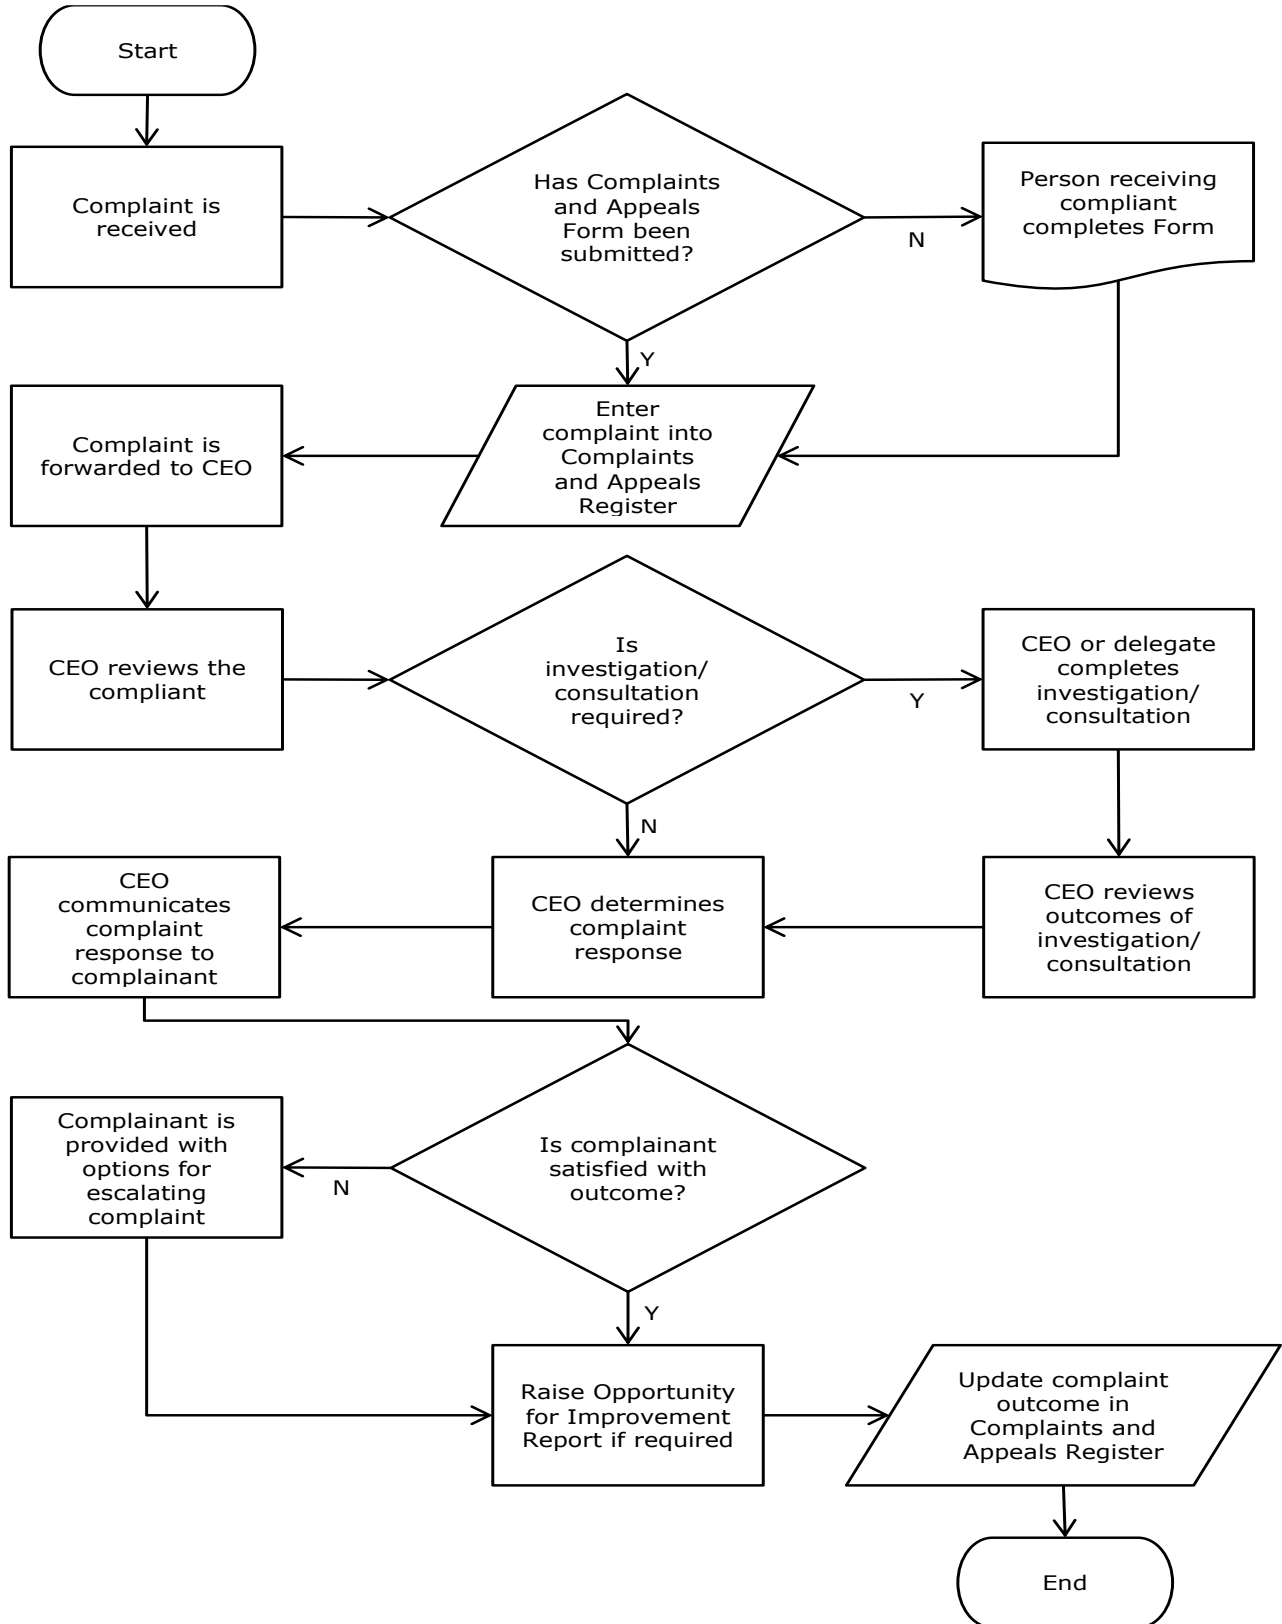 Start
Complaint is
received
Has Complaints
and Appeals
Form been
submitted?
N
Person receiving
compliant
completes Form
Y
Complaint is
forwarded to CEO
Enter
complaint into
Complaints
and Appeals
Register
CEO reviews the
compliant
Is
investigation/
consultation
required?
Y
CEO or delegate
completes
investigation/
consultation
N
CEO
communicates
complaint
response to
complainant
CEO determines
complaint
response
CEO reviews
outcomes of
investigation/
consultation
Complainant is
provided with
options for
escalating
complaint
N
Is complainant
satisfied with
outcome?
Y
Raise Opportunity
for Improvement
Report if required
Update complaint
outcome in
Complaints and
Appeals Register
End